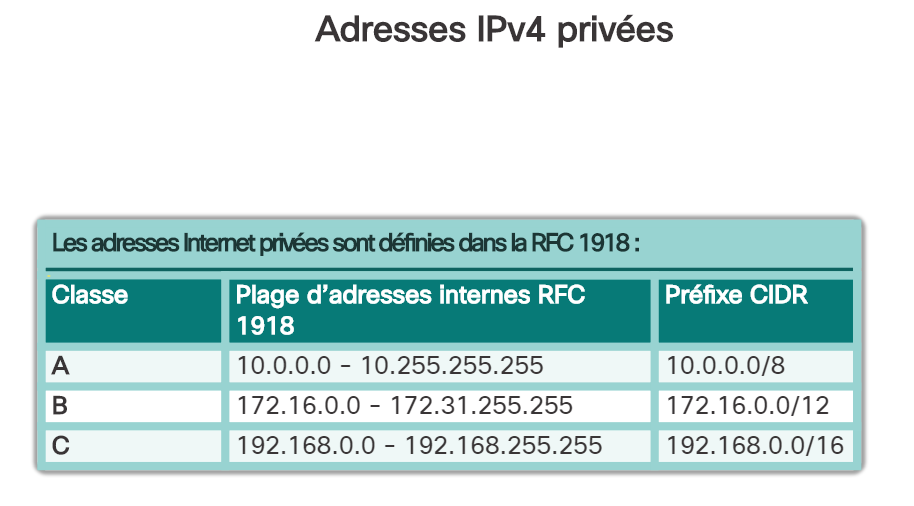 Adresses IPv4 privées
Les adresses Internet privées sont définies dans la RFC 1918 :
Classe Plage d’adresses internes RFC 1918 Préfixe CIDR
A 10.0.0.0 - 10.255.255.255 10.0.0.0/8
B 172.16.0.0 - 172.31.255.255 172.16.0.0/12
C 192.168.0.0 - 192.168.255.255 192.168.0.0/16